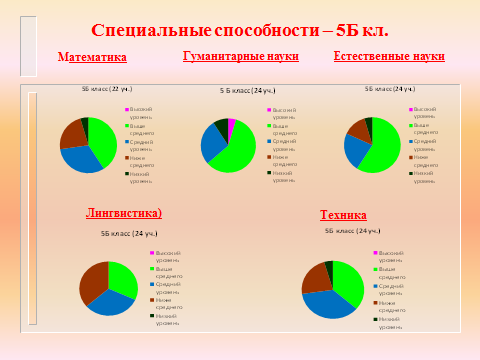 Специальные способности – 5Б кл.
Математика
Гуманитарные науки
Естественные науки
5Б класс (22 уч.)
Высокий
уровень
Выше
среднего
Средний
уровень
Ниже
среднего
Низкий
уровень
5 Б класс (24 уч.)
Высокий
уровень
Выше
среднего
Средний
уровень
Ниже
среднего
Низкий
уровень
5Б класс (24 уч.)
Высокий
уровень
Выше
среднего
Средний
уровень
Ниже
среднего
Низкий
уровень
Лингвистика)
Техника
5Б класс (24 уч.)
Высокий
уровень
Выше
среднего
Средний
уровень
Ниже
среднего
Низкий
уровень
5Б класс (24 уч.)
Высокий
уровень
Выше
среднего
Средний
уровень
Ниже
среднего
Низкий
уровень